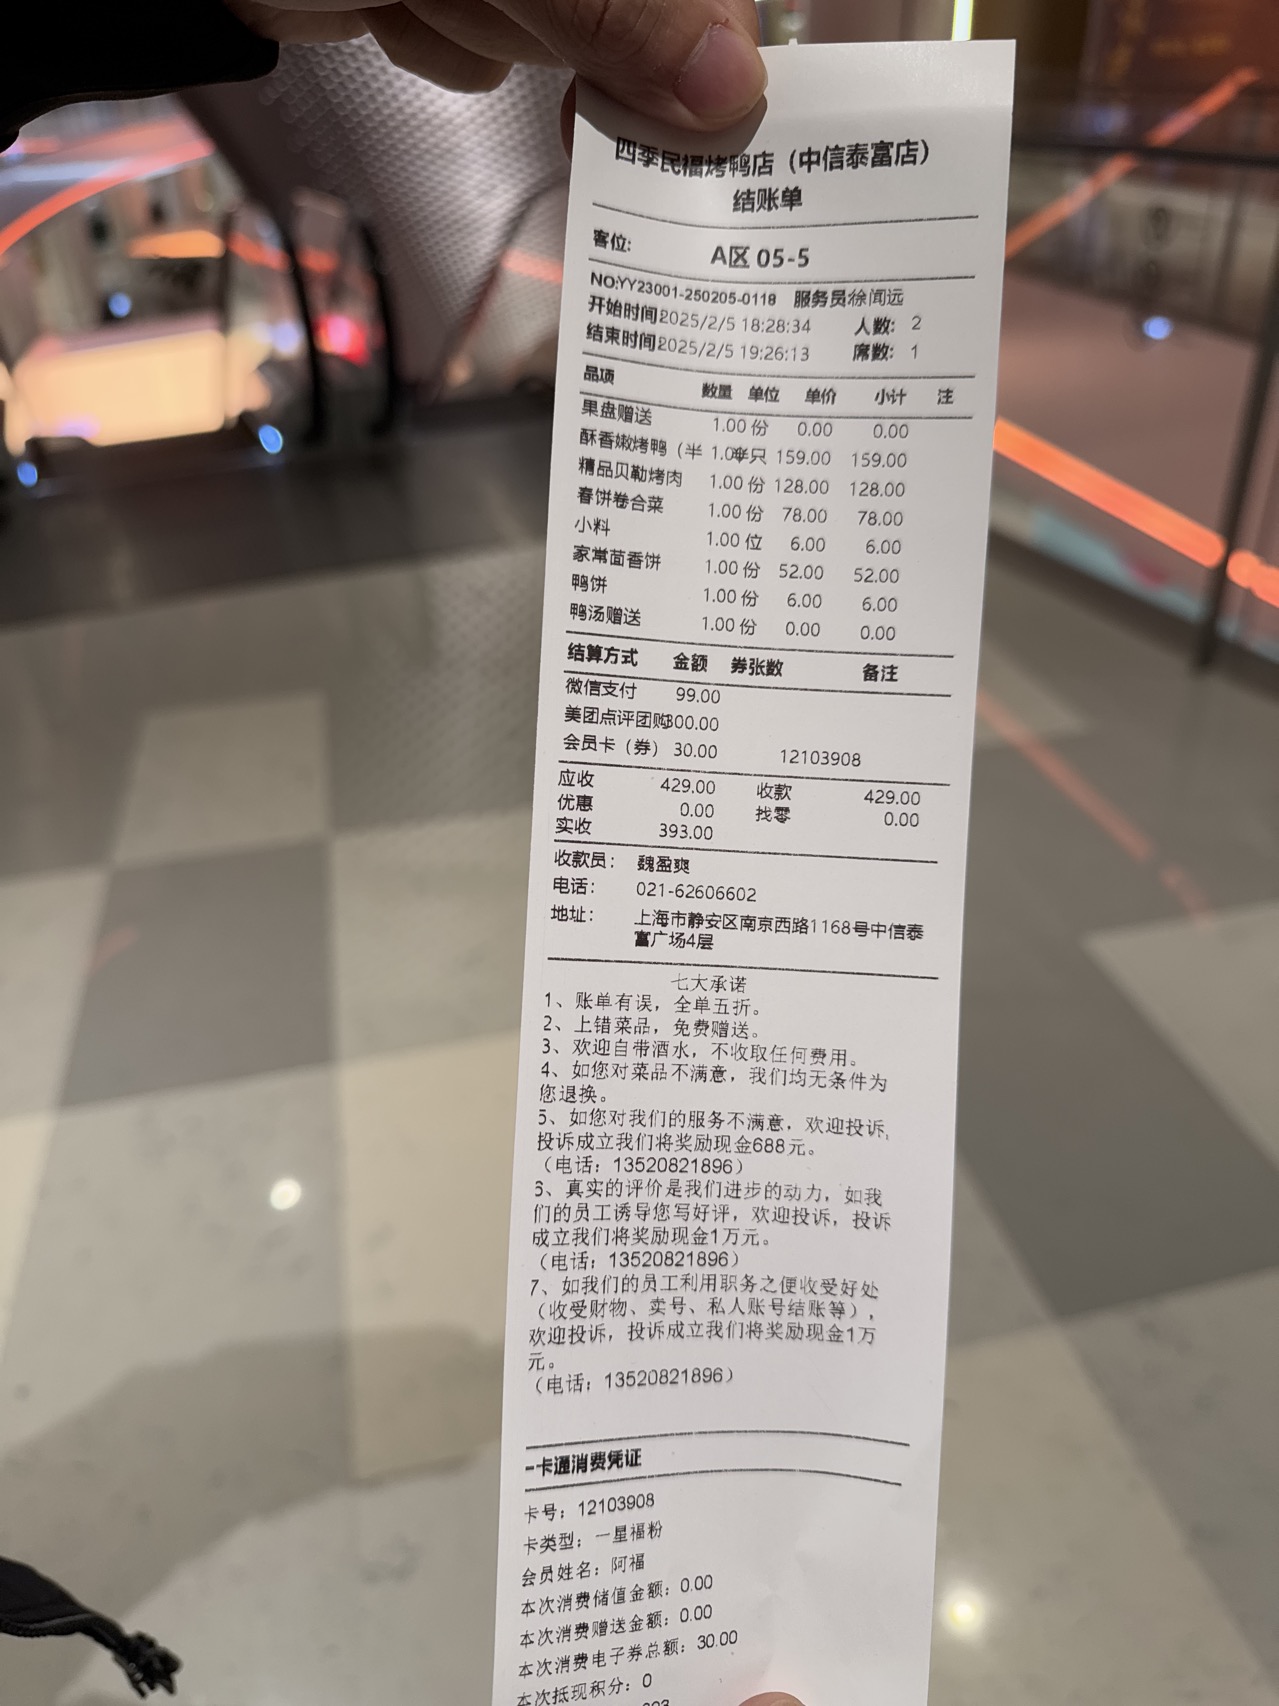 四季民福烤鸭店（中信泰富店）
结账单
客位: A区 05-5
NO:YY23001-250205-0118 服务员:徐闻远
开始时间2025/2/5 18:28:34 人数: 2
结束时间2025/2/5 19:26:13 席数: 1
品项 数量 单位 单价 小计 注
果盘赠送 1.00 份 0.00 0.00
酥香嫩烤鸭（半 1.00 半只 159.00 159.00
精品贝勒烤肉 1.00 份 128.00 128.00
春饼卷合菜 1.00 份 78.00 78.00
小料 1.00 位 6.00 6.00
家常茴香饼 1.00 份 52.00 52.00
鸭饼 1.00 份 6.00 6.00
鸭汤赠送 1.00 份 0.00 0.00
结算方式 金额 券张数 备注
微信支付 99.00
美团点评团购300.00
会员卡（券） 30.00 12103908
应收 429.00 收款 429.00
优惠 0.00 找零 0.00
实收 393.00
收款员: 魏盈爽
电话: 021-62606602
地址: 上海市静安区南京西路1168号中信泰
富广场4层
七大承诺
1、账单有误，全单五折。
2、上错菜品，免费赠送。
3、欢迎自带酒水，不收取任何费用。
4、如您对菜品不满意，我们均无条件为
您退换。
5、如您对我们的服务不满意，欢迎投诉，
投诉成立我们将奖励现金688元。
（电话：13520821896）
6、真实的评价是我们进步的动力，如我
们的员工诱导您写好评，欢迎投诉，投诉
成立我们将奖励现金1万元。
（电话：13520821896）
7、如我们的员工利用职务之便收受好处
（收受财物、卖号、私人账号结账等），
欢迎投诉，投诉成立我们将奖励现金1万
元。
（电话：13520821896）
一卡通消费凭证
卡号：12103908
卡类型：一星福粉
会员姓名：阿福
本次消费储值金额：0.00
本次消费赠送金额：0.00
本次消费电子券总额：30.00
本次抵现积分：0